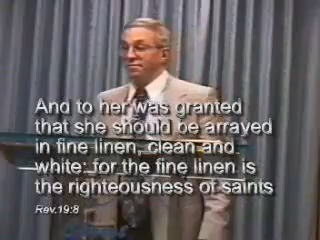 And to her was granted
that she should be arrayed
in fine linen, clean and
white: for the fine linen is
the righteousness of saints
Rev.19:8